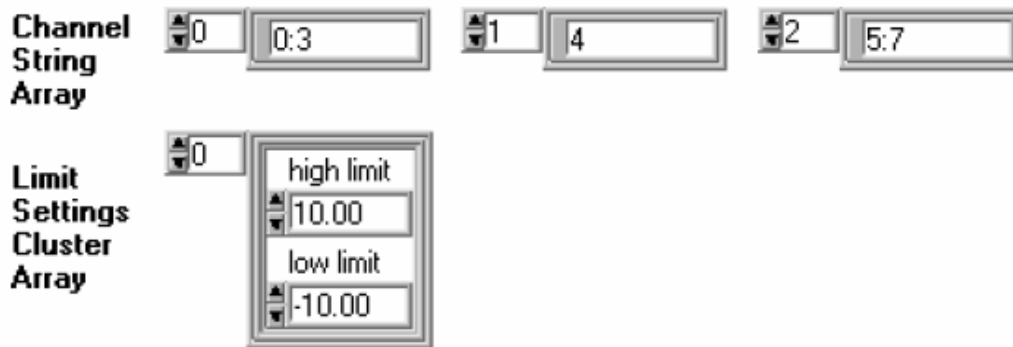 Channel String Array
0 0:3 1 4 2 5:7
Limit Settings Cluster Array
0
high limit
10.00
low limit
-10.00